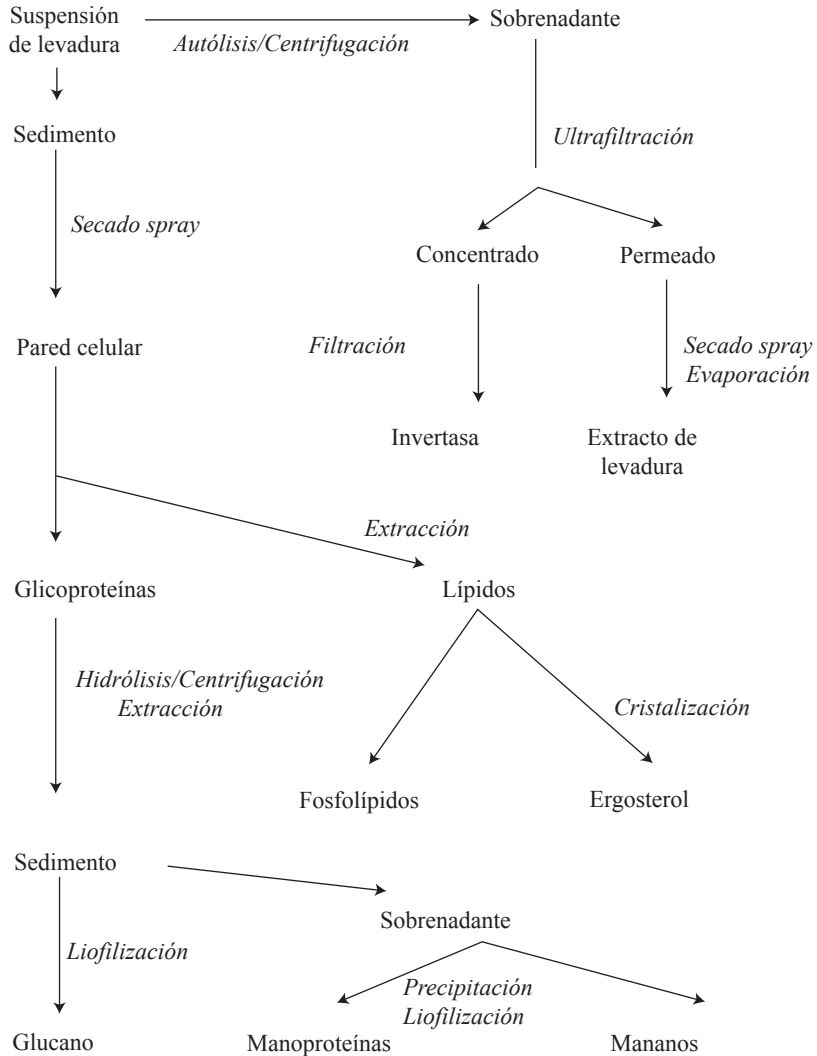 Suspensión
de levadura
Autólisis/Centrifugación
Sobrenadante
Sedimento
Ultrafiltración
Secado spray
Concentrado
Permeado
Pared celular
Filtración
Secado spray
Evaporación
Invertasa
Extracto de
levadura
Extracción
Glicoproteínas
Lípidos
Hidrólisis/Centrifugación
Extracción
Cristalización
Fosfolípidos
Ergosterol
Sedimento
Sobrenadante
Liofilización
Precipitación
Liofilización
Glucano
Manoproteínas
Mananos